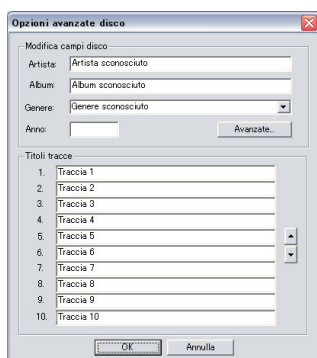 Opzioni avanzate disco
Modifica campi disco
Artista: Artista sconosciuto
Album: Album sconosciuto
Genere: Genere sconosciuto
Anno: Avanzate..
Titoli tracce
1. Traccia 1
2. Traccia 2
3. Traccia 3
4. Traccia 4
5. Traccia 5
6. Traccia 6
7. Traccia 7
8. Traccia 8
9. Traccia 9
10. Traccia 10
OK Annulla